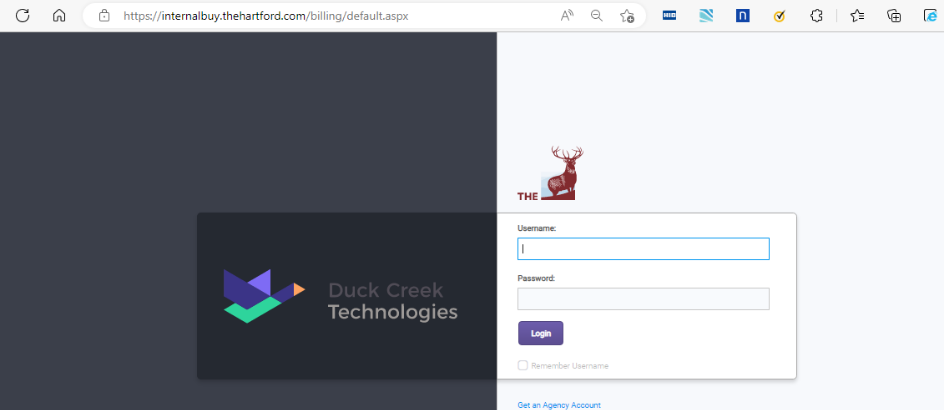 https://internalbuy.thehartford.com/billing/default.aspx
THE
Username:
Password:
Duck Creek
Technologies
Login
Remember Username
Get an Agency Account